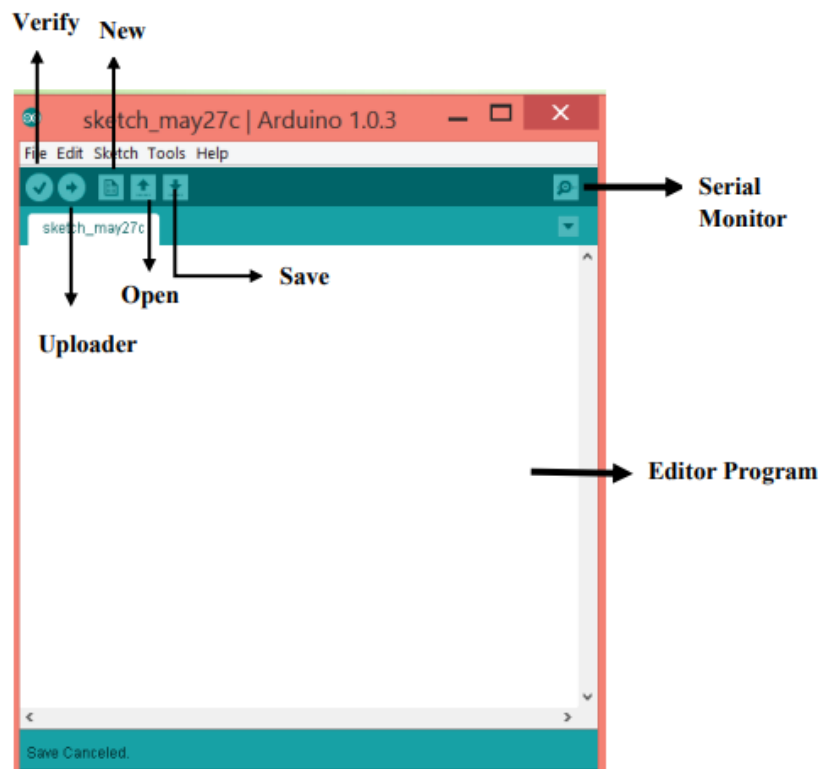 Verify New
sketch_may27c | Arduino 1.0.3
File Edit Sketch Tools Help
Serial
Monitor
sketch_may27c
Save
Open
Uploader
Editor Program
Save Canceled.